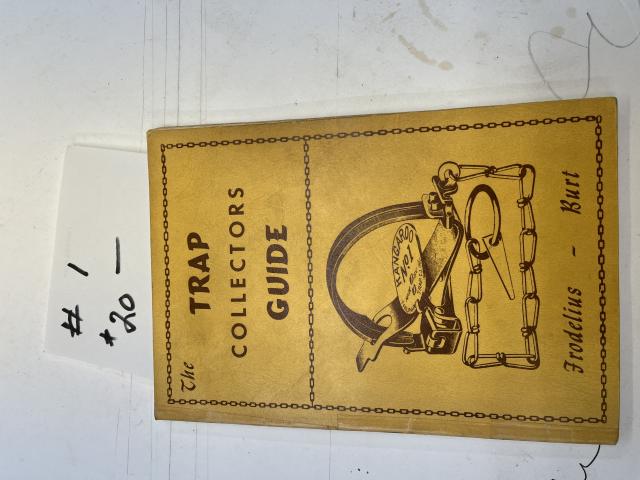 # 1
$20 —
The
TRAP
COLLECTORS
GUIDE
Frodelius - Burt